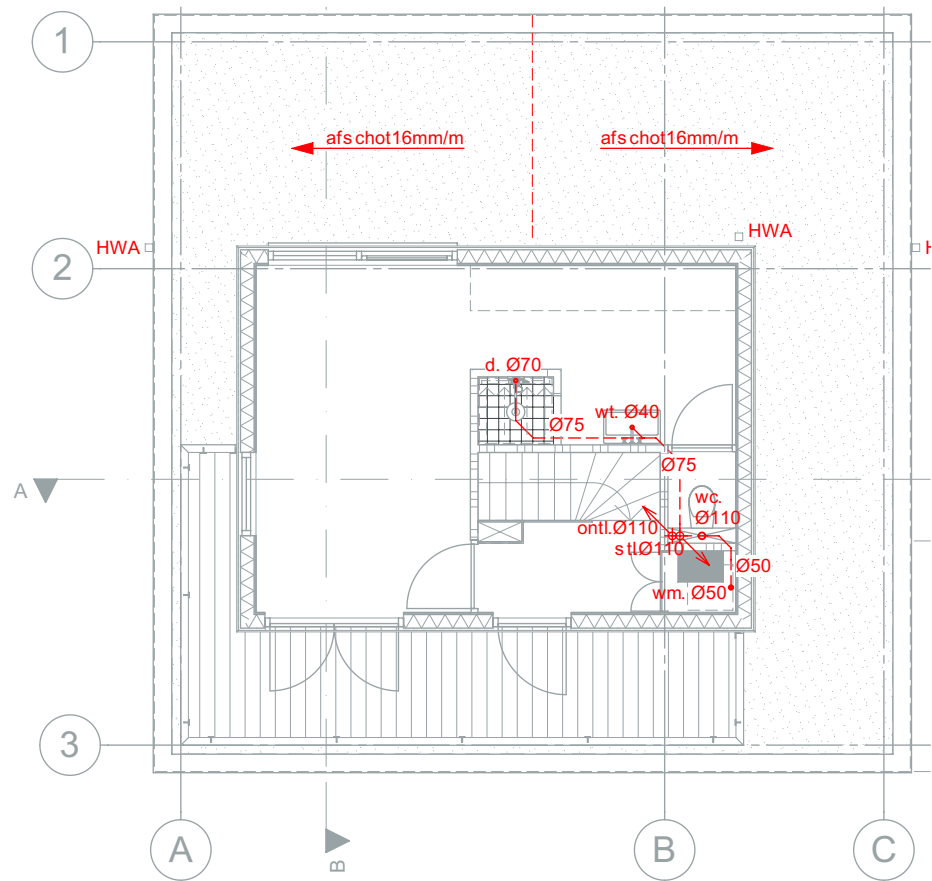 1
afschot16mm/m
afschot16mm/m
HWA
HWA
H
2
d. Ø70
wt. Ø40
Ø75
Ø75
A
wc.
Ø110
ontl.Ø110
stl.Ø110
Ø50
wm. Ø50
3
A
B
B
C